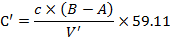 C′ = c × (B − A) / V′ × 59.11